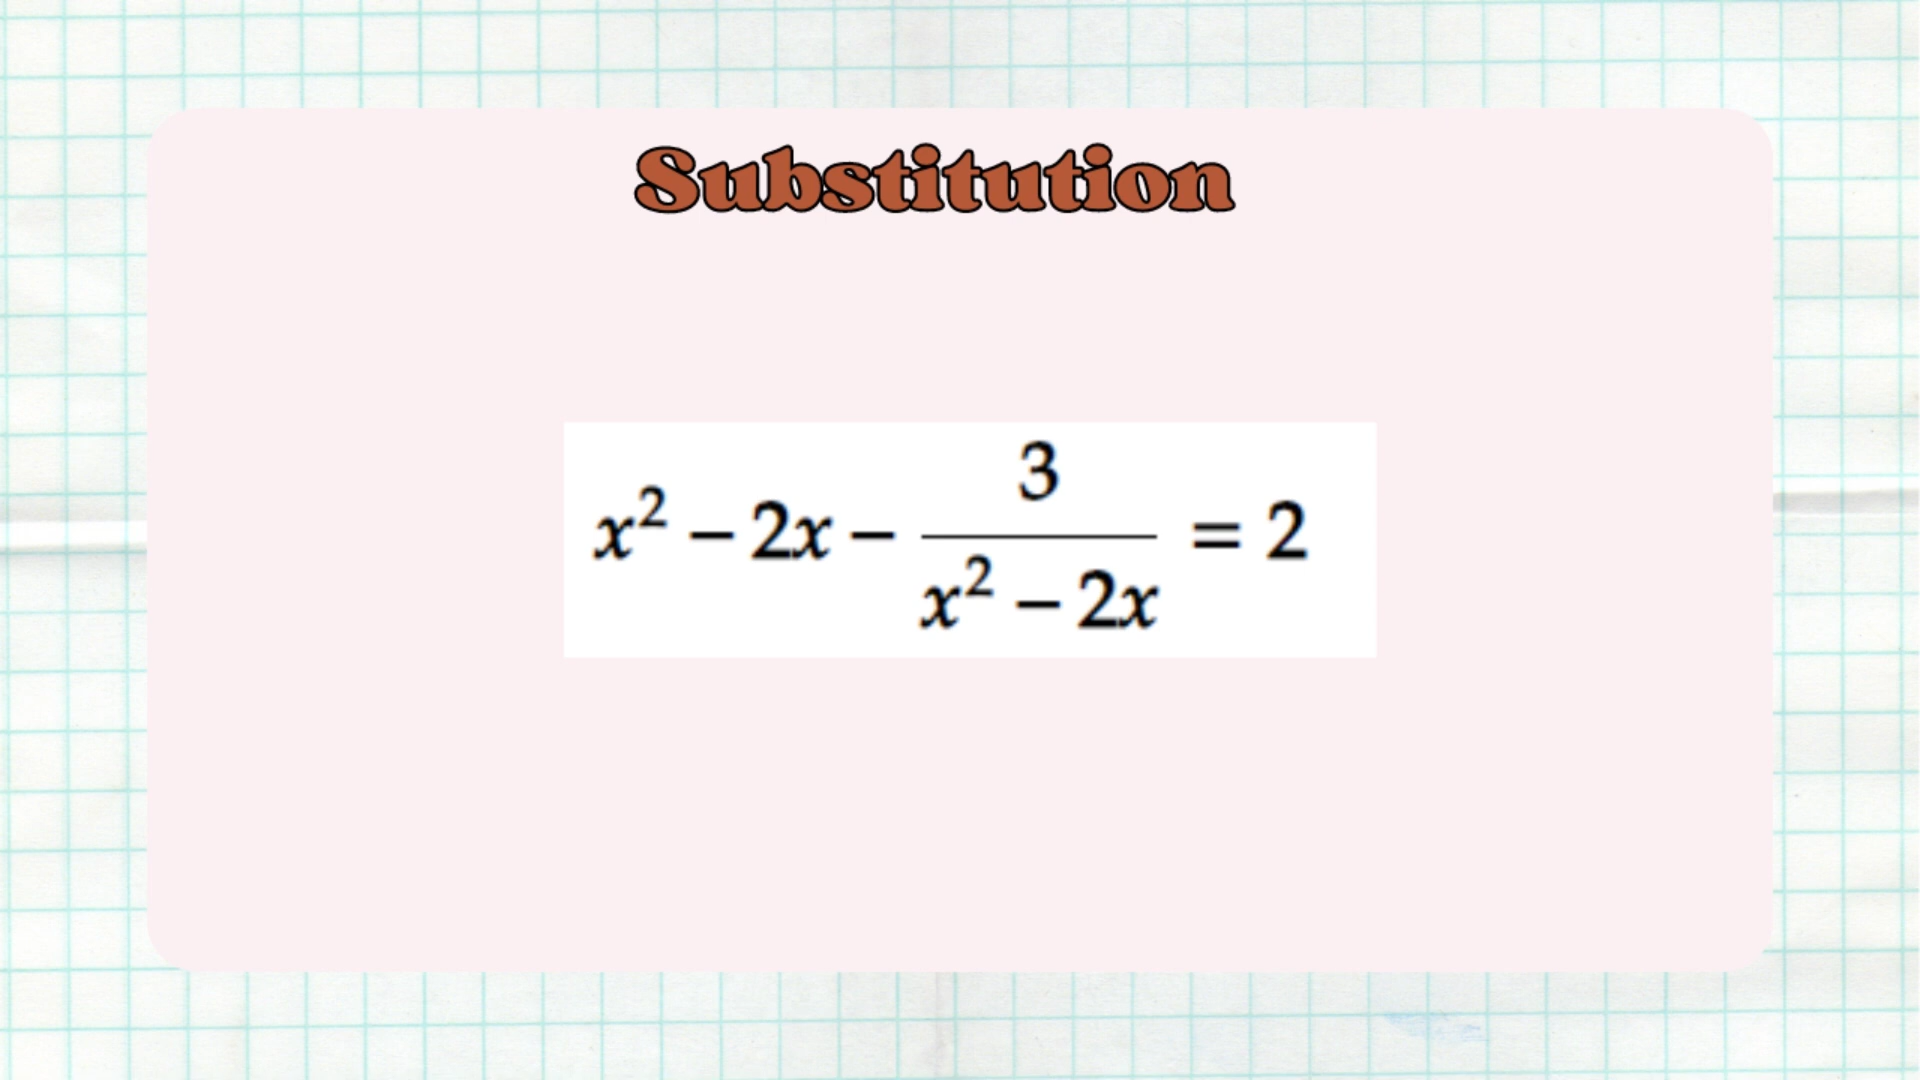 Substitution
x² – 2x – 3/(x² – 2x) = 2